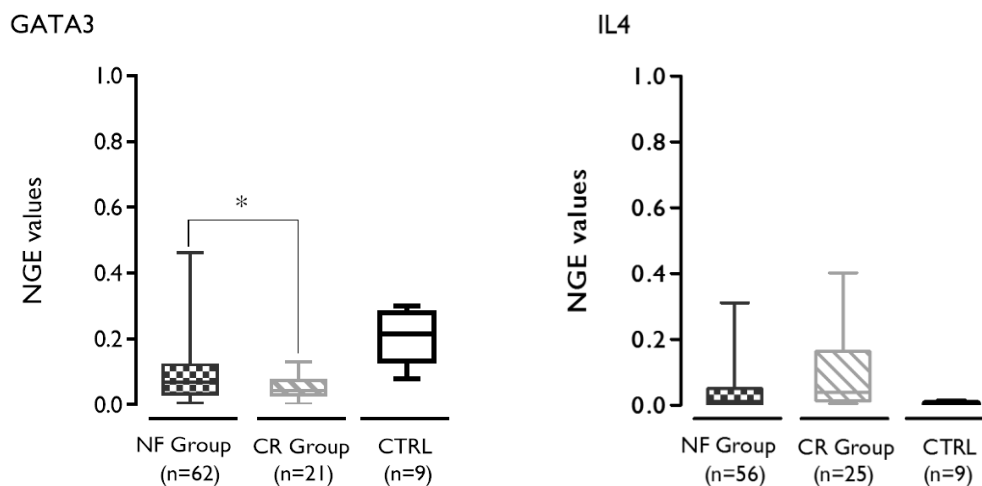 GATA3
NGE values
1.0
0.8
0.6
0.4
0.2
0.0
*
NF Group
(n=62)
CR Group
(n=21)
CTRL
(n=9)
IL4
NGE values
1.0
0.8
0.6
0.4
0.2
0.0
NF Group
(n=56)
CR Group
(n=25)
CTRL
(n=9)